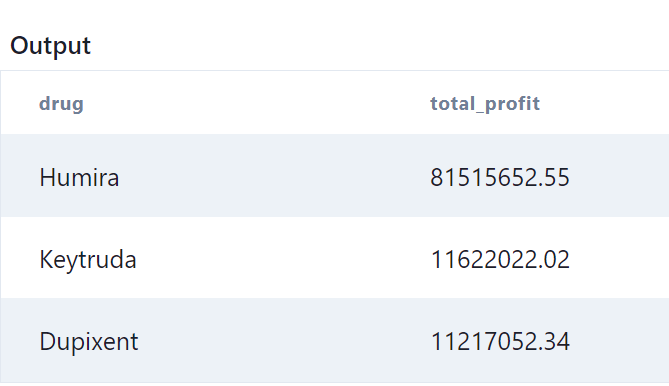 Output
drug total_profit
Humira 81515652.55
Keytruda 11622022.02
Dupixent 11217052.34